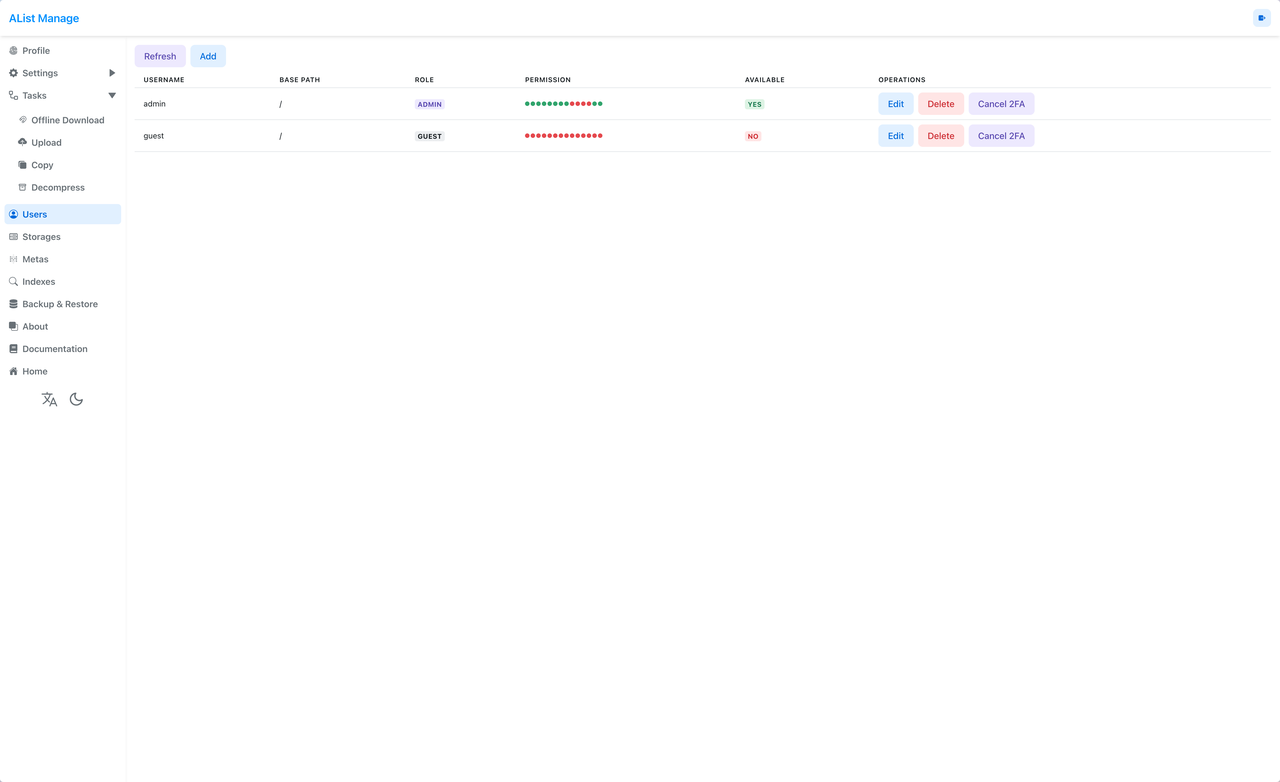 AList Manage
Profile
Settings
Tasks
Offline Download
Upload
Copy
Decompress
Users
Storages
Metas
Indexes
Backup & Restore
About
Documentation
Home
Refresh Add
USERNAME BASE PATH ROLE PERMISSION AVAILABLE OPERATIONS
admin / ADMIN YES Edit Delete Cancel 2FA
guest / GUEST NO Edit Delete Cancel 2FA